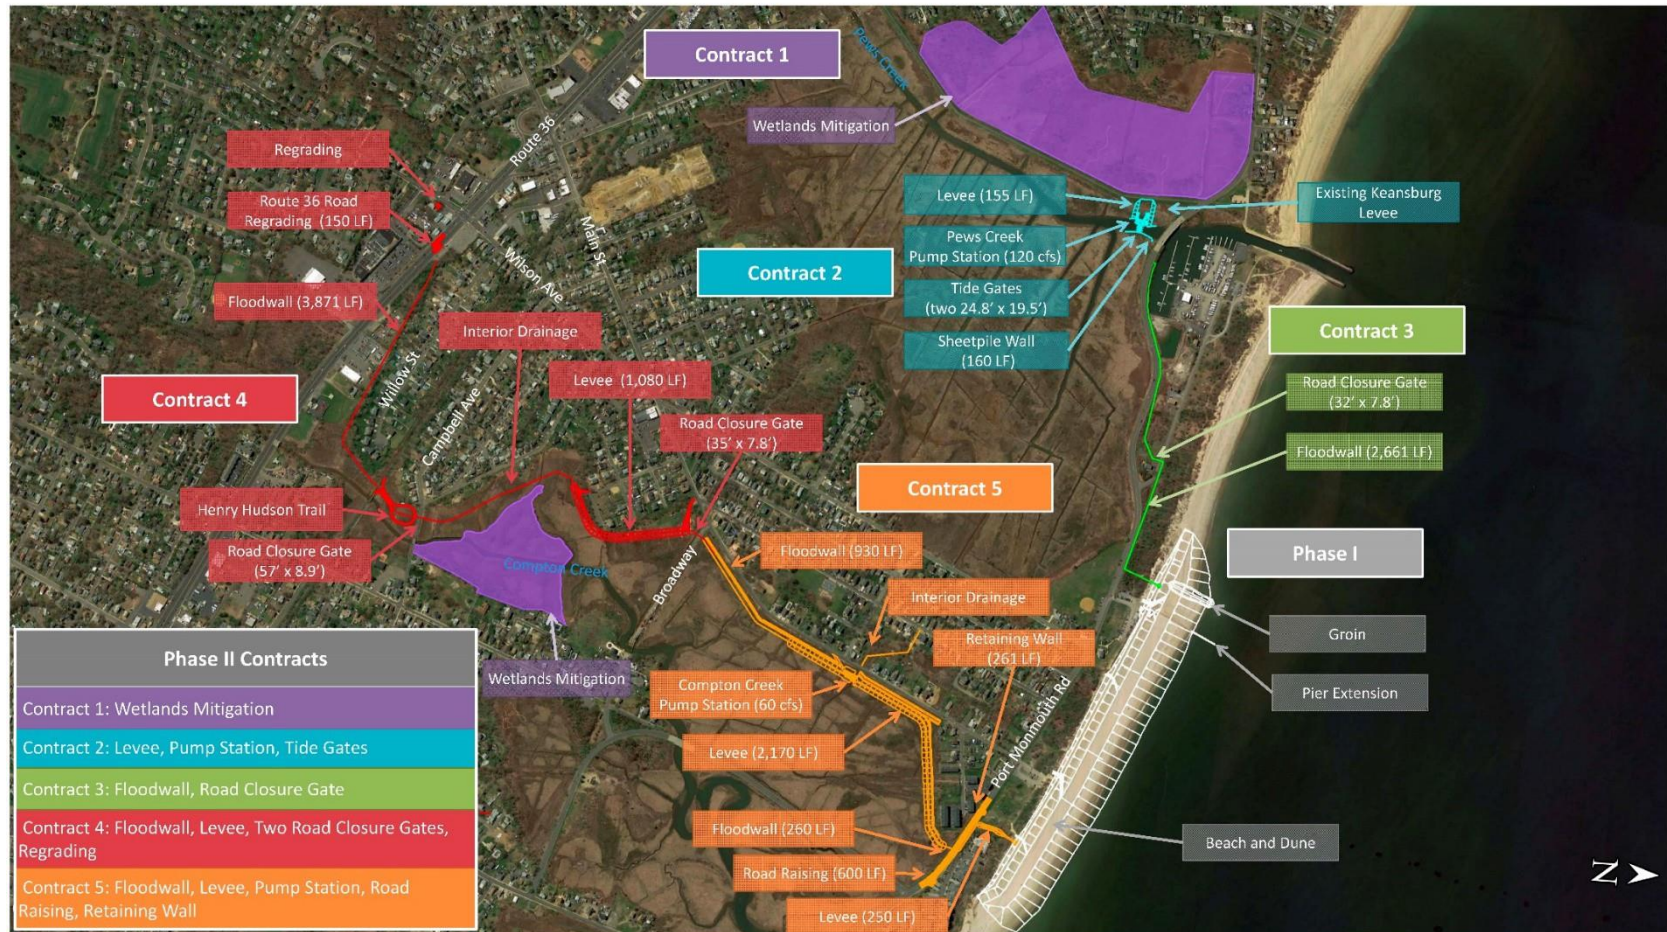 Contract 1
Pews Creek
Wetlands Mitigation
Route 36
Regrading
Route 36 Road
Regrading (150 LF)
Main St
Wilson Ave
Floodwall (3,871 LF)
Interior Drainage
Willow St
Levee (1,080 LF)
Campbell Ave
Contract 4
Road Closure Gate
(35’ x 7.8’)
Henry Hudson Trail
Road Closure Gate
(57’ x 8.9’)
Compton Creek
Broadway
Wetlands Mitigation
Contract 2
Levee (155 LF)
Existing Keansburg
Levee
Pews Creek
Pump Station (120 cfs)
Tide Gates
(two 24.8’ x 19.5’)
Sheetpile Wall
(160 LF)
Contract 3
Road Closure Gate
(32’ x 7.8’)
Floodwall (2,661 LF)
Contract 5
Floodwall (930 LF)
Interior Drainage
Retaining Wall
(261 LF)
Compton Creek
Pump Station (60 cfs)
Levee (2,170 LF)
Port Monmouth Rd
Floodwall (260 LF)
Road Raising (600 LF)
Levee (250 LF)
Phase I
Groin
Pier Extension
Beach and Dune
N
Phase II Contracts
Contract 1: Wetlands Mitigation
Contract 2: Levee, Pump Station, Tide Gates
Contract 3: Floodwall, Road Closure Gate
Contract 4: Floodwall, Levee, Two Road Closure Gates,
Regrading
Contract 5: Floodwall, Levee, Pump Station, Road
Raising, Retaining Wall